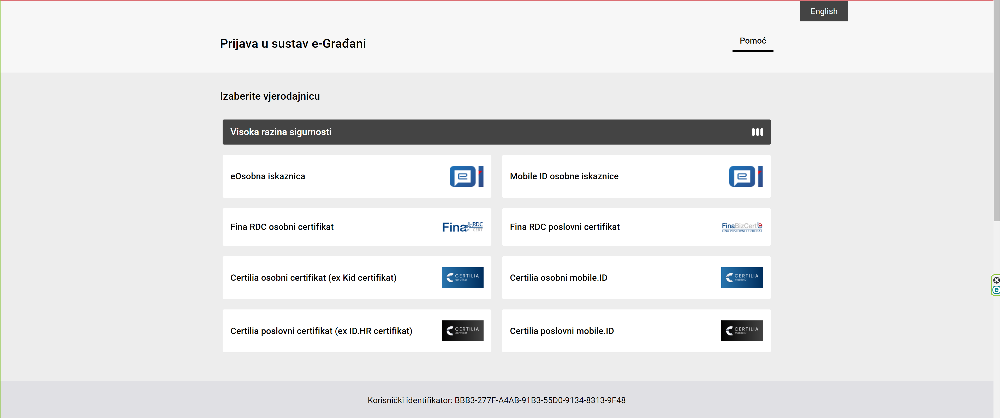 English
Prijava u sustav e-Građani
Pomoć
Izaberite vjerodajnicu
Visoka razina sigurnosti
eOsobna iskaznica
e
Mobile ID osobne iskaznice
e
Fina RDC osobni certifikat
Fina RDC
CERT
Fina RDC poslovni certifikat
FinaBizCert
FINA POSLOVNI CERTIFIKAT
Certilia osobni certifikat (ex Kid certifikat)
CERTILIA
certifikat
Certilia osobni mobile.ID
CERTILIA
mobileID
Certilia poslovni certifikat (ex ID.HR certifikat)
CERTILIA
certifikat
Certilia poslovni mobile.ID
CERTILIA
mobileID
e
Korisnički identifikator: BBB3-277F-A4AB-91B3-55D0-9134-8313-9F48